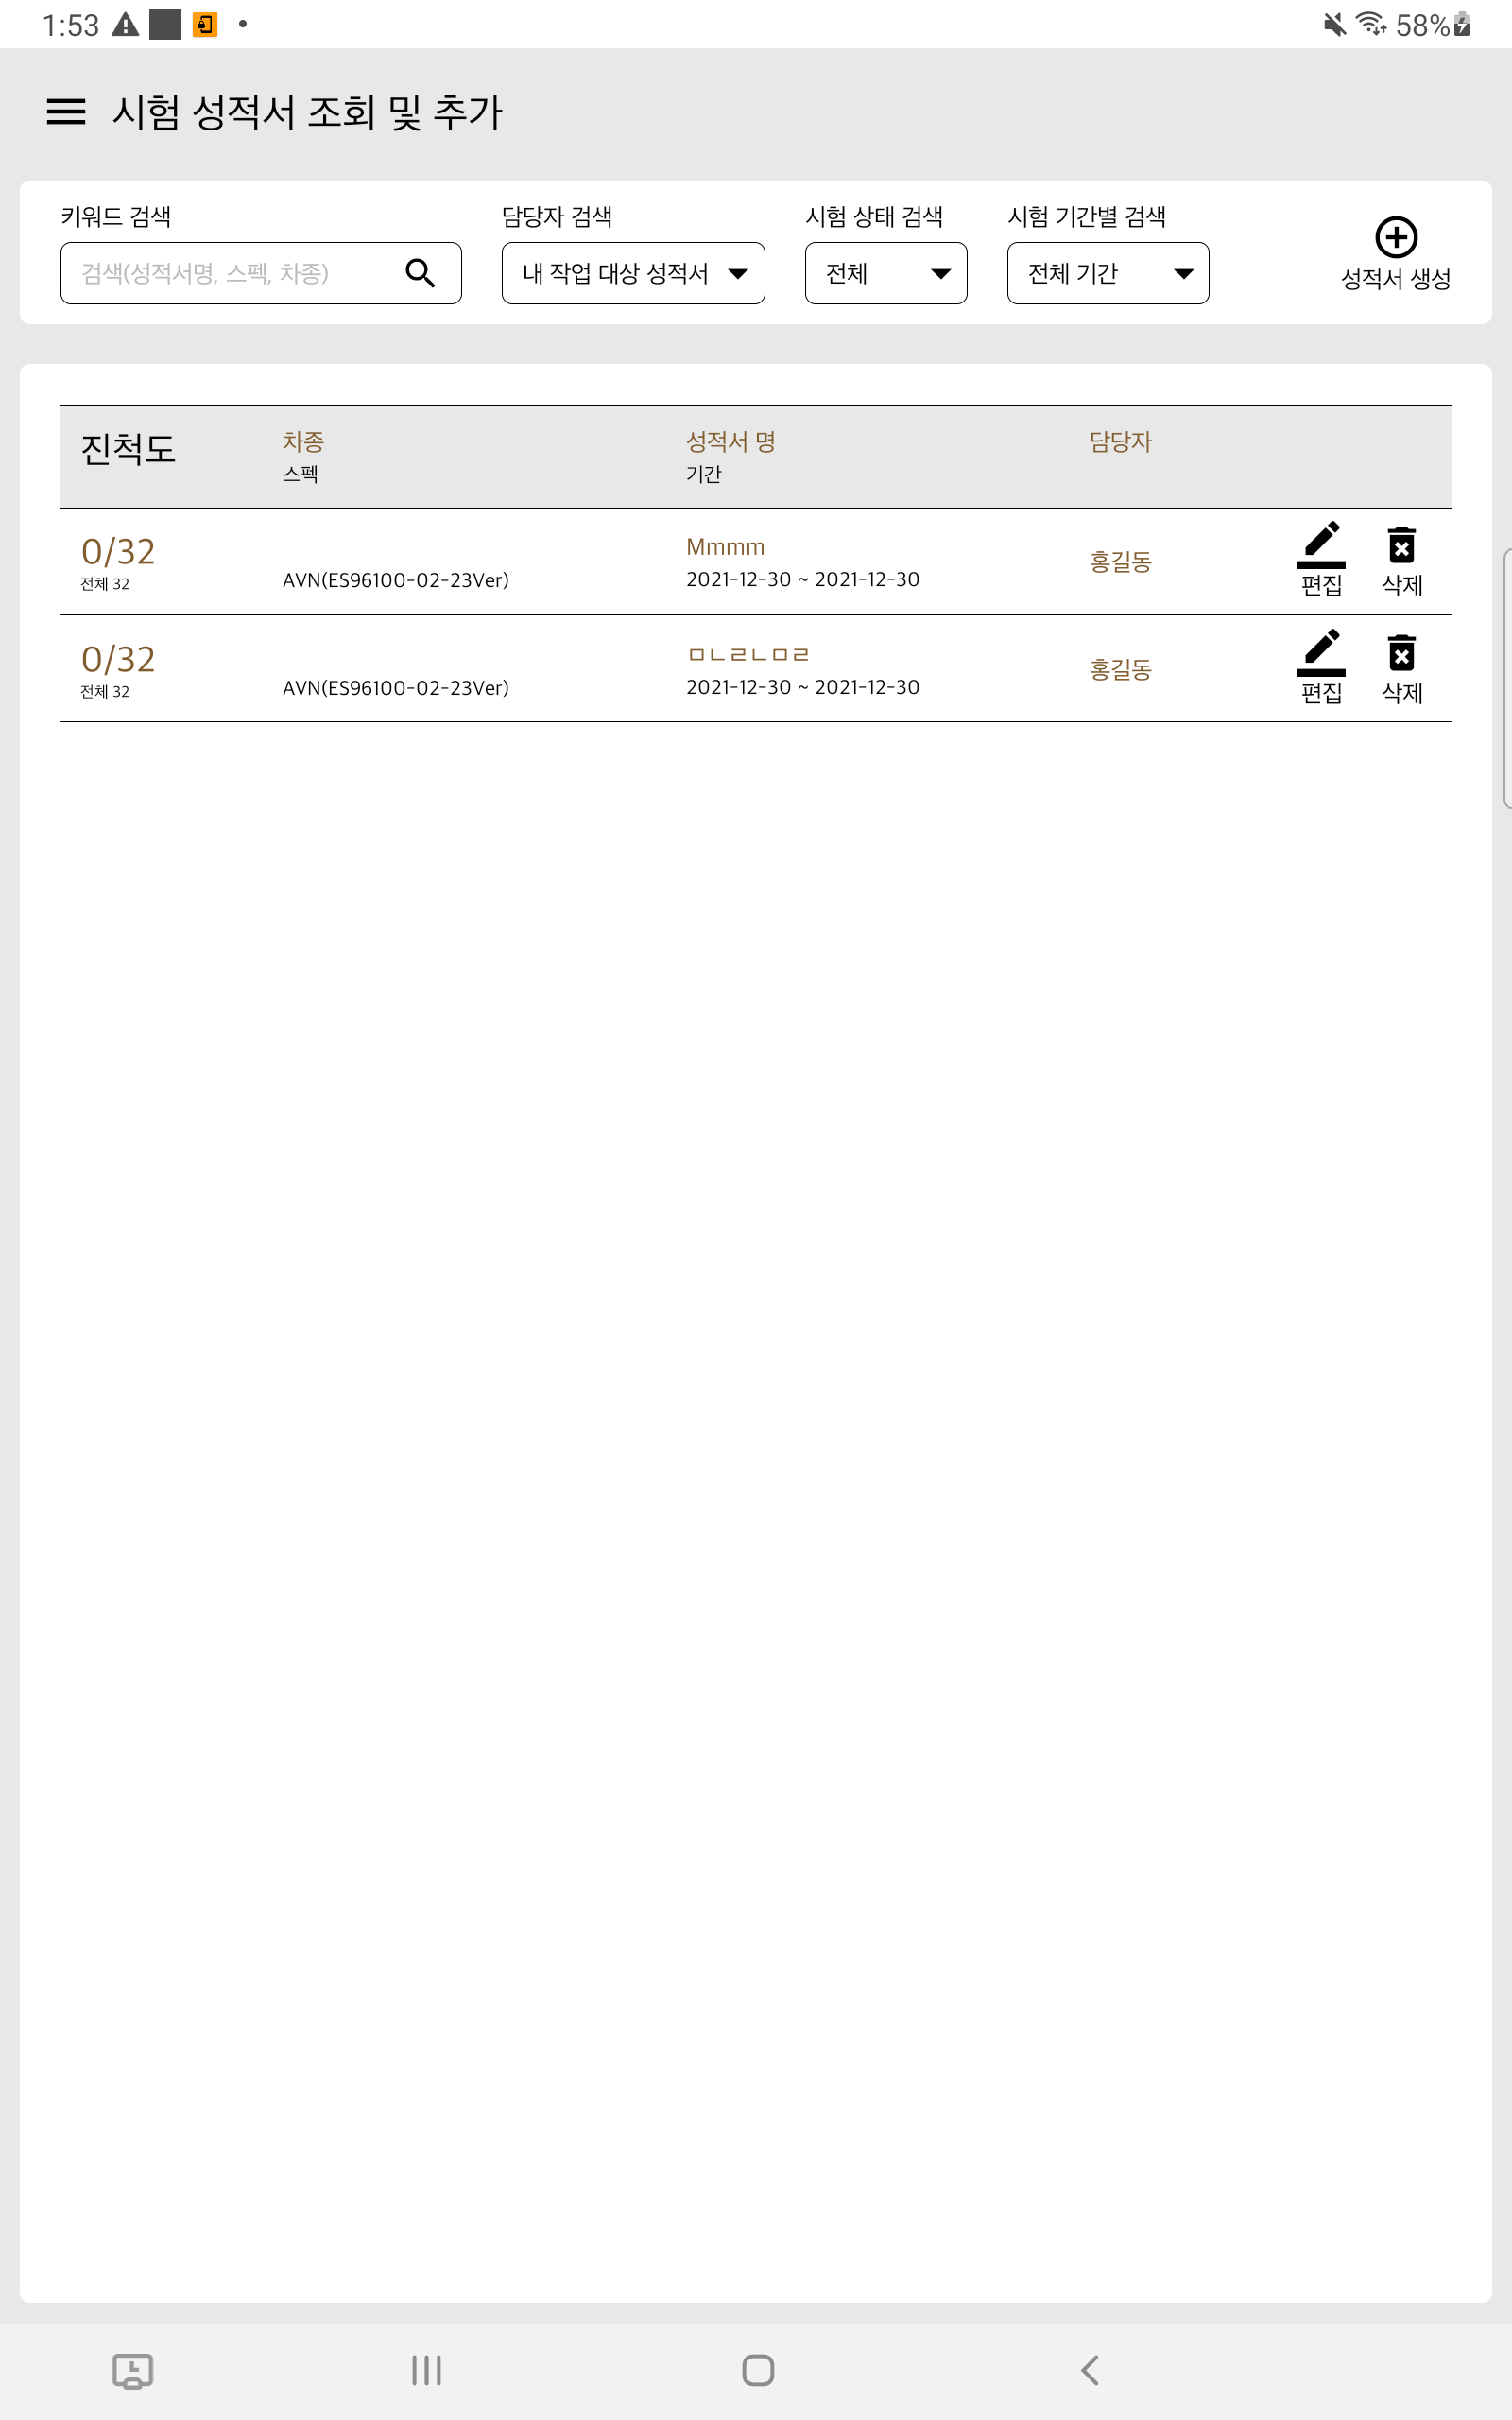 1:53
58%
시험 성적서 조회 및 추가
키워드 검색
담당자 검색
시험 상태 검색
시험 기간별 검색
검색(성적서명, 스펙, 차종)
내 작업 대상 성적서
전체
전체 기간
성적서 생성
진척도
차종
스펙
성적서 명
기간
담당자
0/32
전체 32
AVN(ES96100-02-23Ver)
Mmmm
2021-12-30 ~ 2021-12-30
홍길동
편집
삭제
0/32
전체 32
AVN(ES96100-02-23Ver)
ㅁㄴㄹㄴㅁㄹ
2021-12-30 ~ 2021-12-30
홍길동
편집
삭제